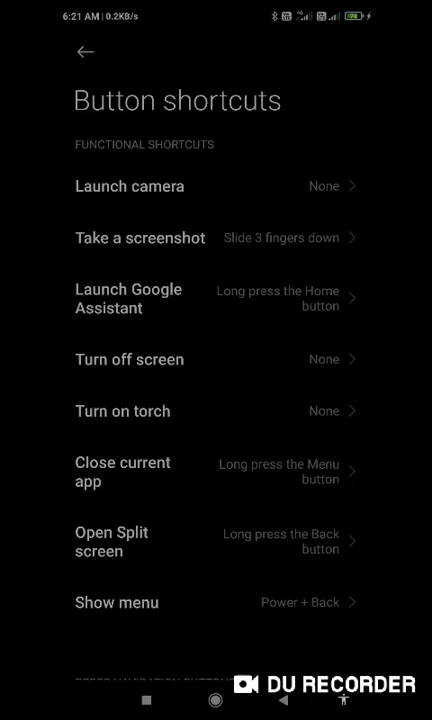 6:21 AM | 0.2KB/s
Button shortcuts
FUNCTIONAL SHORTCUTS
Launch camera None
Take a screenshot Slide 3 fingers down
Launch Google Assistant Long press the Home button
Turn off screen None
Turn on torch None
Close current app Long press the Menu button
Open Split screen Long press the Back button
Show menu Power + Back
DU RECORDER